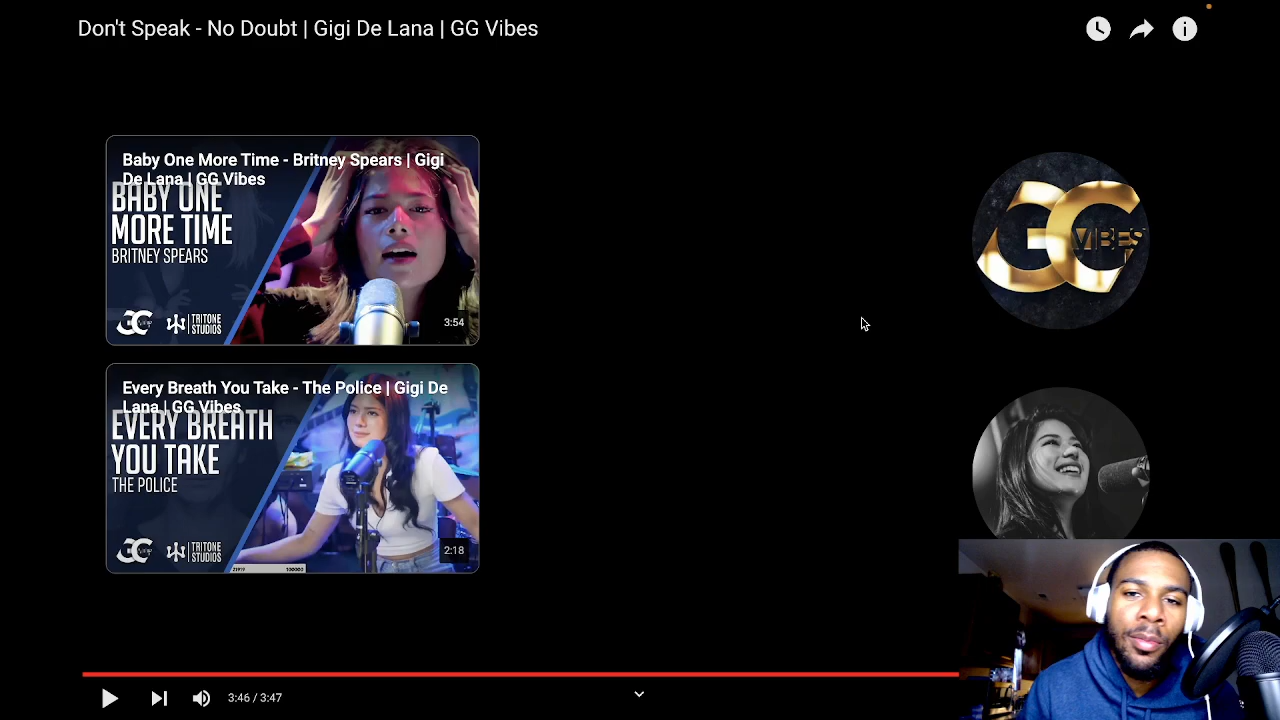 Don't Speak - No Doubt | Gigi De Lana | GG Vibes
Baby One More Time - Britney Spears | Gigi
De Lana | GG Vibes
BABY ONE
MORE TIME
BRITNEY SPEARS
TRITONE
STUDIOS
3:54
GG
VIBES
Every Breath You Take - The Police | Gigi De
Lana | GG Vibes
EVERY BREATH
YOU TAKE
THE POLICE
TRITONE
STUDIOS
2:18
3:46 / 3:47